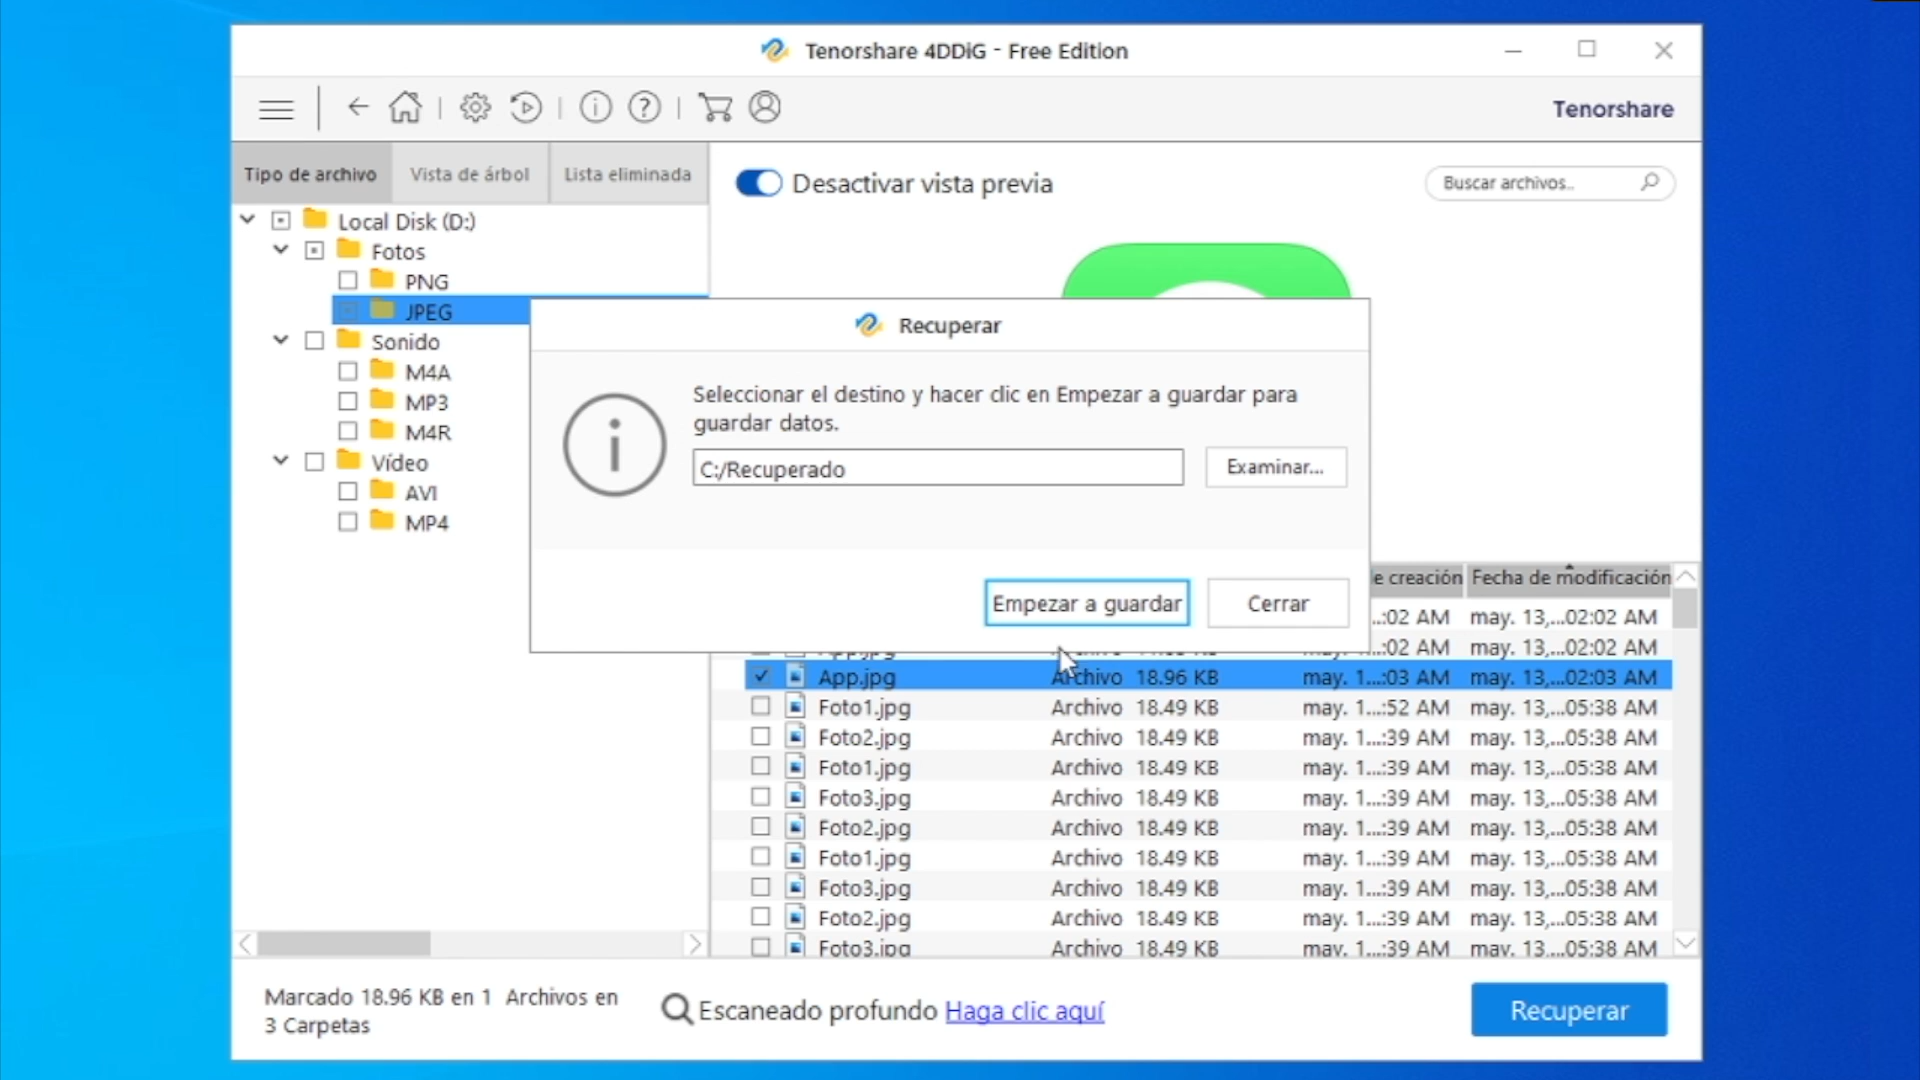 Tenorshare 4DDiG - Free Edition
Tenorshare
Tipo de archivo
Vista de árbol
Lista eliminada
Desactivar vista previa
Buscar archivos..
Local Disk (D:)
Fotos
PNG
JPEG
Sonido
M4A
MP3
M4R
Vídeo
AVI
MP4
Recuperar
Seleccionar el destino y hacer clic en Empezar a guardar para
guardar datos.
C:/Recuperado
Examinar...
Empezar a guardar
Cerrar
e creación Fecha de modificación
...:02 AM may. 13,...02:02 AM
...:02 AM may. 13,...02:02 AM
App.jpg Archivo 18.96 KB may. 1...:03 AM may. 13,...02:03 AM
Foto1.jpg Archivo 18.49 KB may. 1...:52 AM may. 13,...05:38 AM
Foto2.jpg Archivo 18.49 KB may. 1...:39 AM may. 13,...05:38 AM
Foto1.jpg Archivo 18.49 KB may. 1...:39 AM may. 13,...05:38 AM
Foto3.jpg Archivo 18.49 KB may. 1...:39 AM may. 13,...05:38 AM
Foto2.jpg Archivo 18.49 KB may. 1...:39 AM may. 13,...05:38 AM
Foto1.jpg Archivo 18.49 KB may. 1...:39 AM may. 13,...05:38 AM
Foto3.jpg Archivo 18.49 KB may. 1...:39 AM may. 13,...05:38 AM
Foto2.jpg Archivo 18.49 KB may. 1...:39 AM may. 13,...05:38 AM
Foto3.jpg Archivo 18.49 KB may. 1...:39 AM may. 13,...05:38 AM
Marcado 18.96 KB en 1 Archivos en
3 Carpetas
Escaneado profundo Haga clic aquí
Recuperar